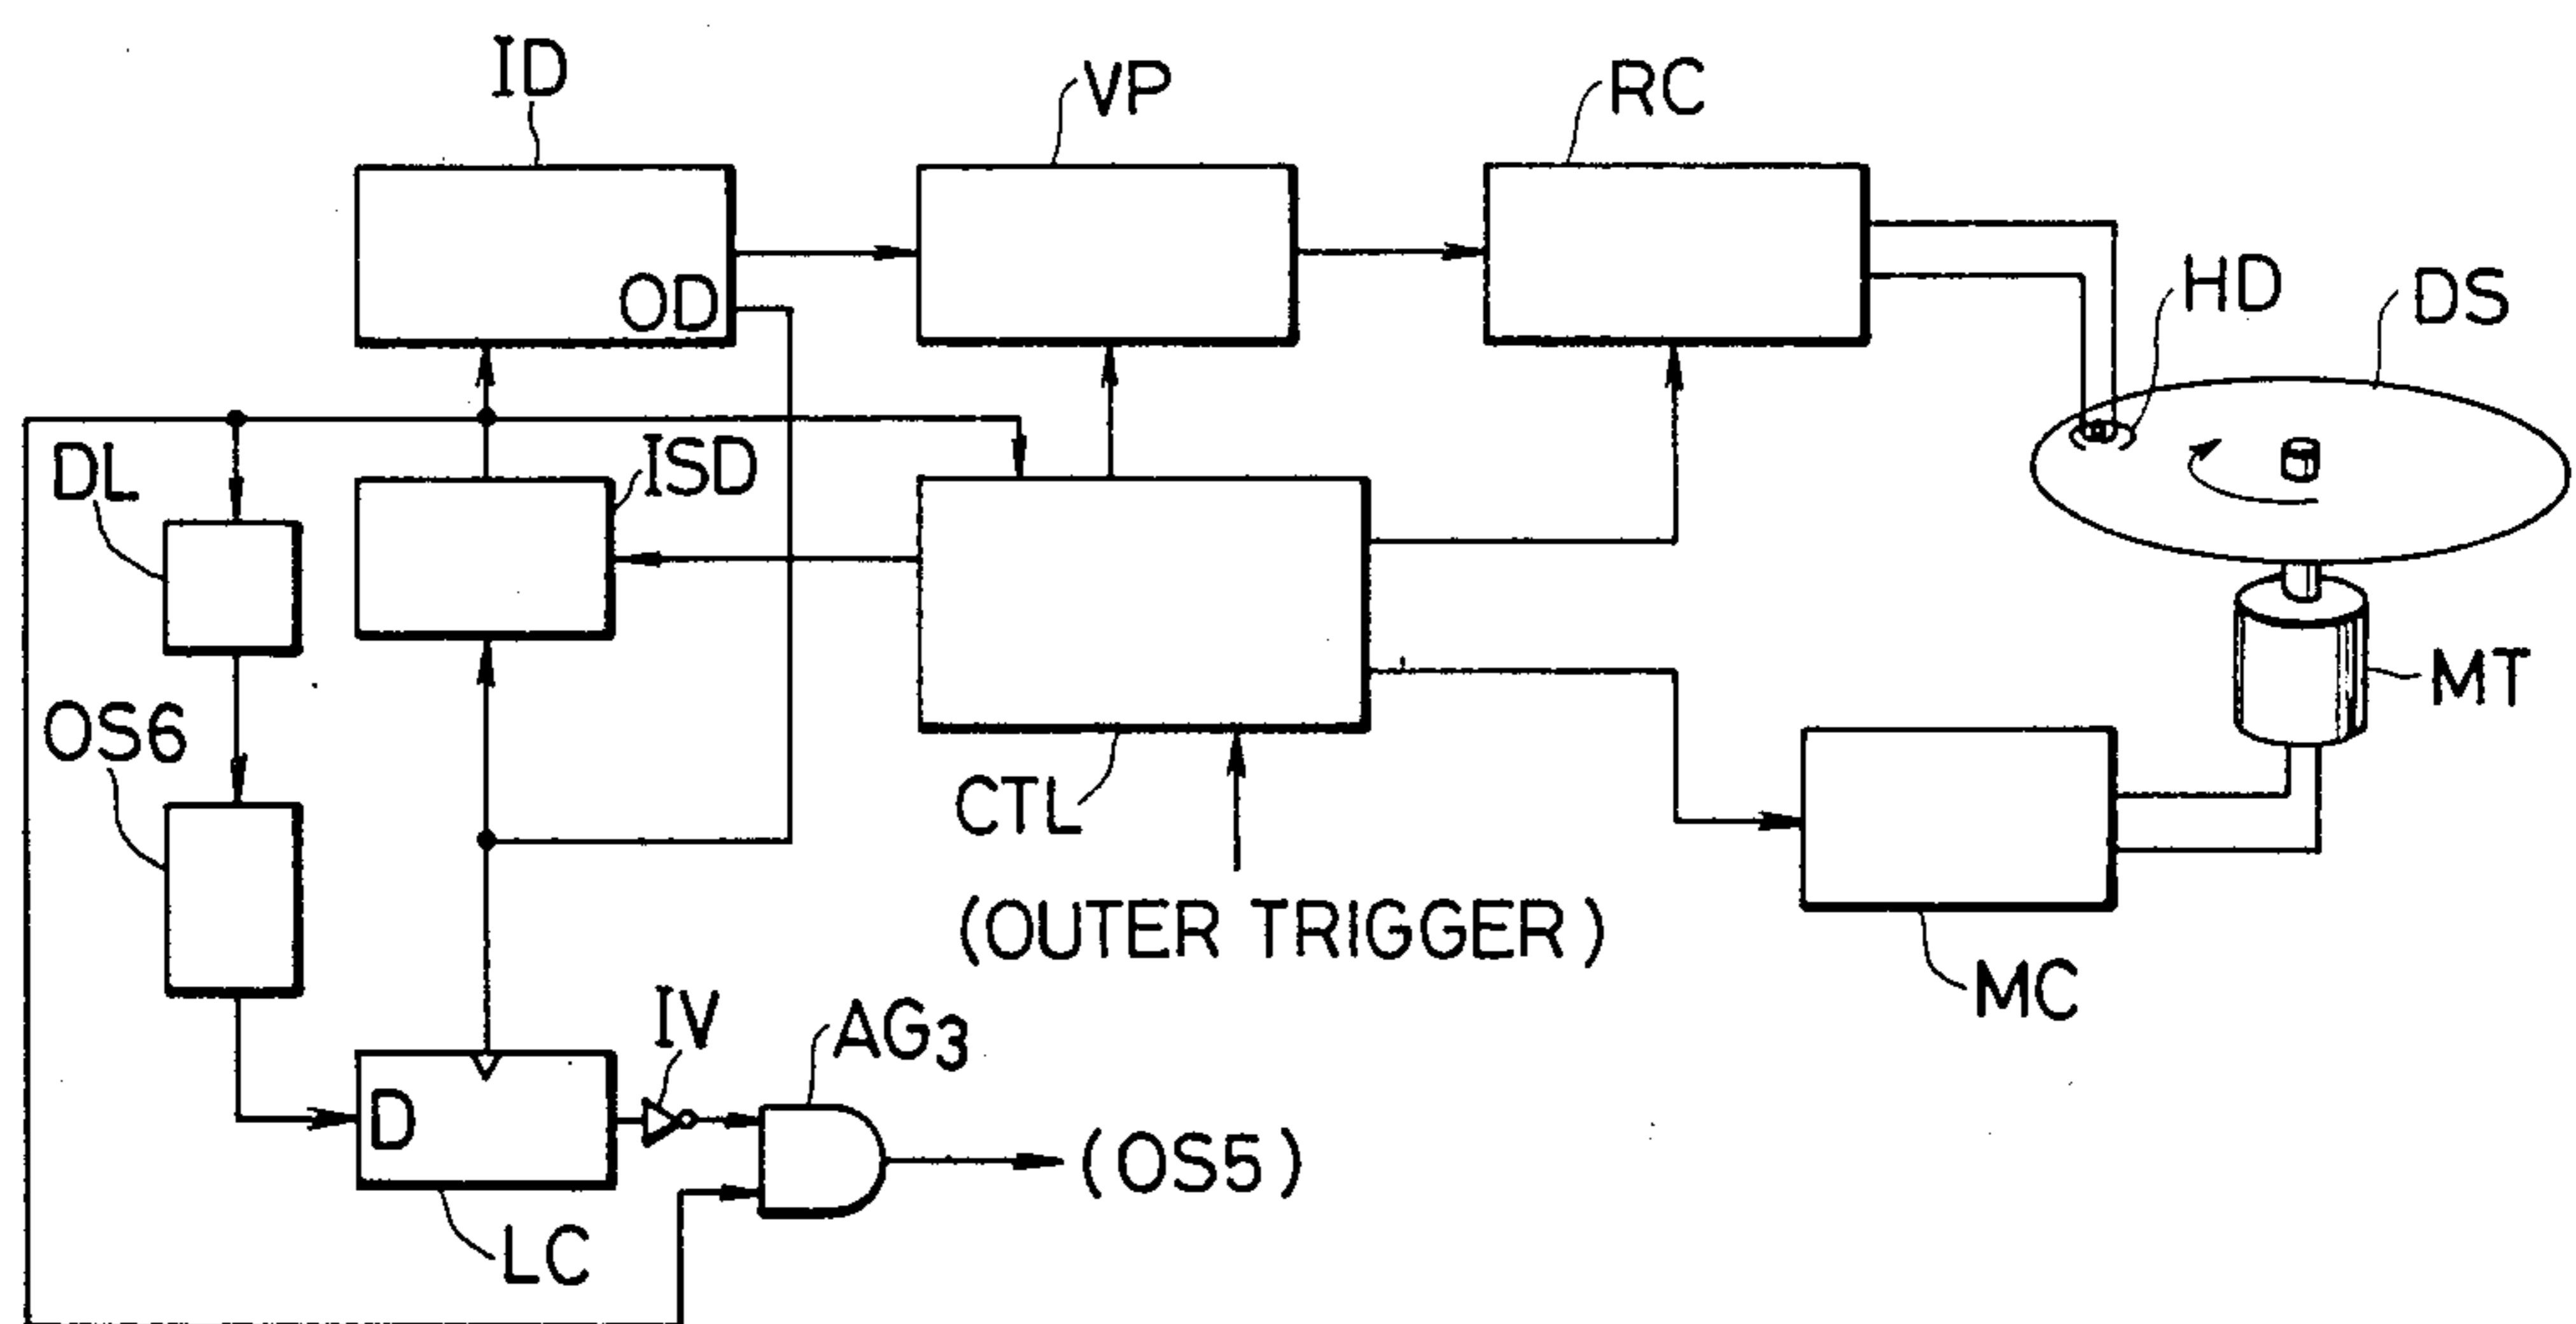 ID
VP
RC
OD
HD
DS
DL
ISD
OS6
MT
CTL
(OUTER TRIGGER)
MC
IV
AG3
D
(OS5)
LC